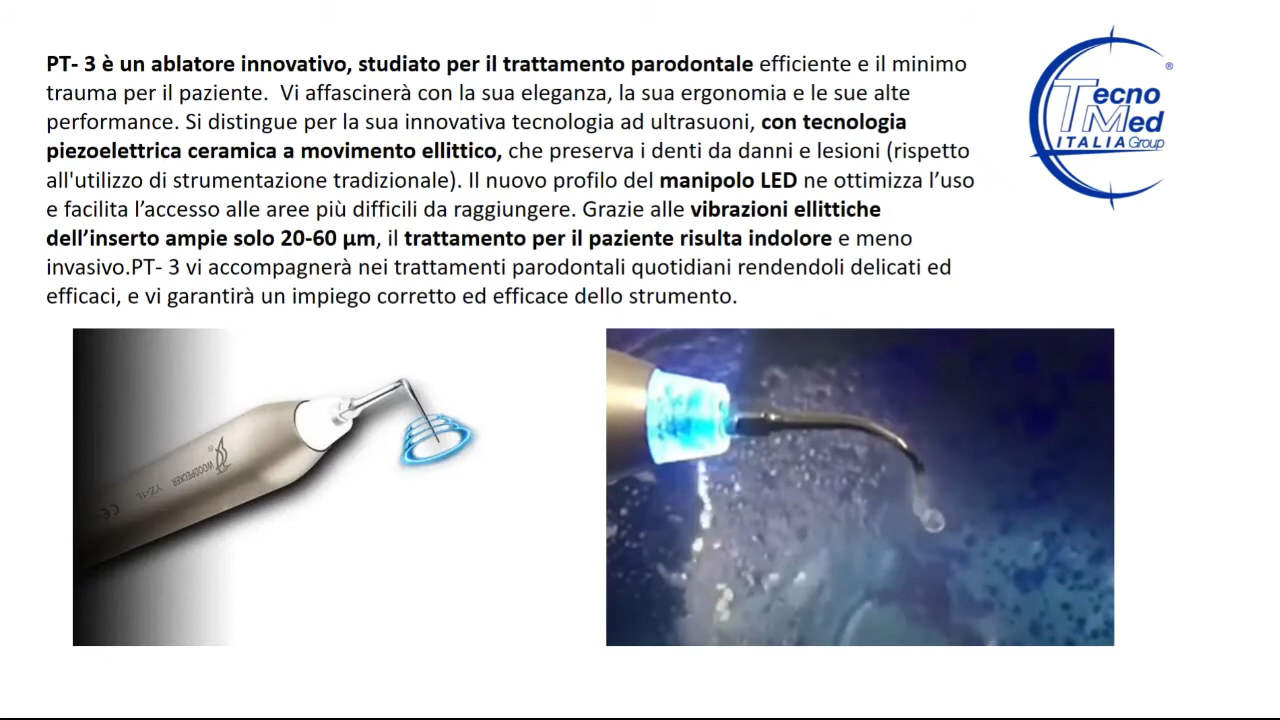 PT- 3 è un ablatore innovativo, studiato per il trattamento parodontale efficiente e il minimo
trauma per il paziente.  Vi affascinerà con la sua eleganza, la sua ergonomia e le sue alte
performance. Si distingue per la sua innovativa tecnologia ad ultrasuoni, con tecnologia
piezoelettrica ceramica a movimento ellittico, che preserva i denti da danni e lesioni (rispetto
all'utilizzo di strumentazione tradizionale). Il nuovo profilo del manipolo LED ne ottimizza l’uso
e facilita l’accesso alle aree più difficili da raggiungere. Grazie alle vibrazioni ellittiche
dell’inserto ampie solo 20-60 μm, il trattamento per il paziente risulta indolore e meno
invasivo.PT- 3 vi accompagnerà nei trattamenti parodontali quotidiani rendendoli delicati ed
efficaci, e vi garantirà un impiego corretto ed efficace dello strumento.
®
Tecno
Med
ITALIA Group
WOODPECKER ®
YZ-1L
CE